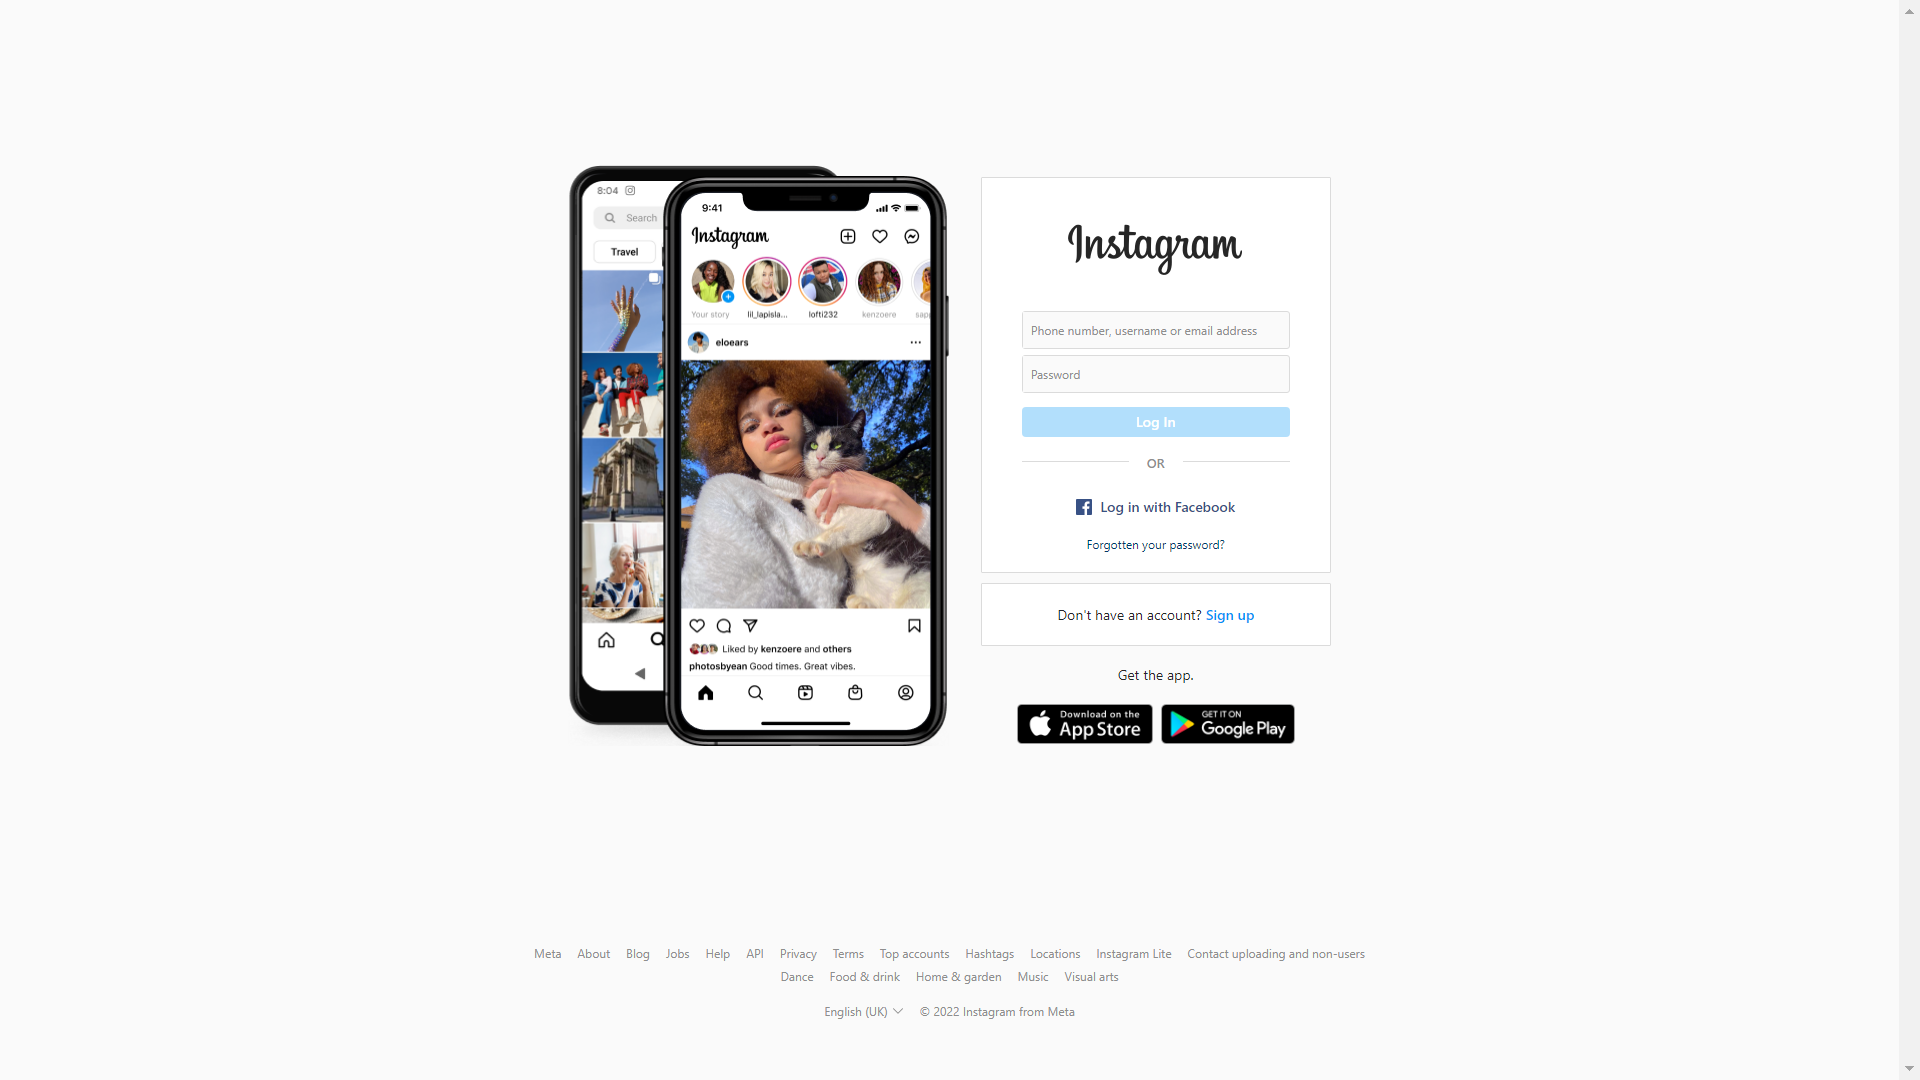 8:04
Search
Travel
9:41
Instagram
Your story
lil_lapisla...
lofti232
kenzoere
sap
eloears
Liked by kenzoere and others
photosbyean Good times. Great vibes.
Instagram
Phone number, username or email address
Password
Log In
OR
Log in with Facebook
Forgotten your password?
Don't have an account? Sign up
Get the app.
Download on the
App Store
GET IT ON
Google Play
Meta About Blog Jobs Help API Privacy Terms Top accounts Hashtags Locations Instagram Lite Contact uploading and non-users
Dance Food & drink Home & garden Music Visual arts
English (UK) © 2022 Instagram from Meta